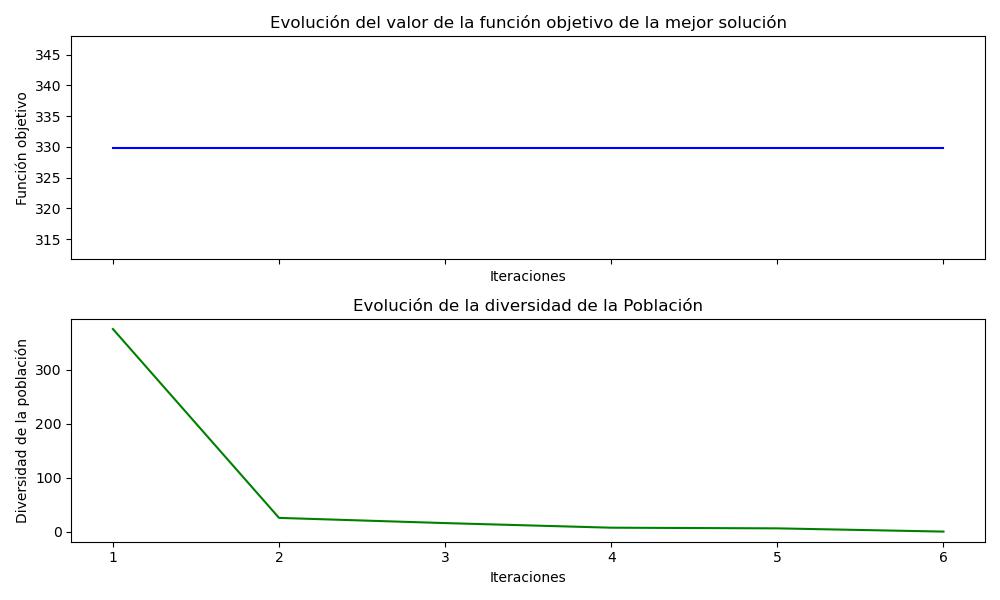 Evolución del valor de la función objetivo de la mejor solución
Función objetivo
345
340
335
330
325
320
315
Iteraciones
Evolución de la diversidad de la Población
Diversidad de la población
300
200
100
0
1 2 3 4 5 6
Iteraciones